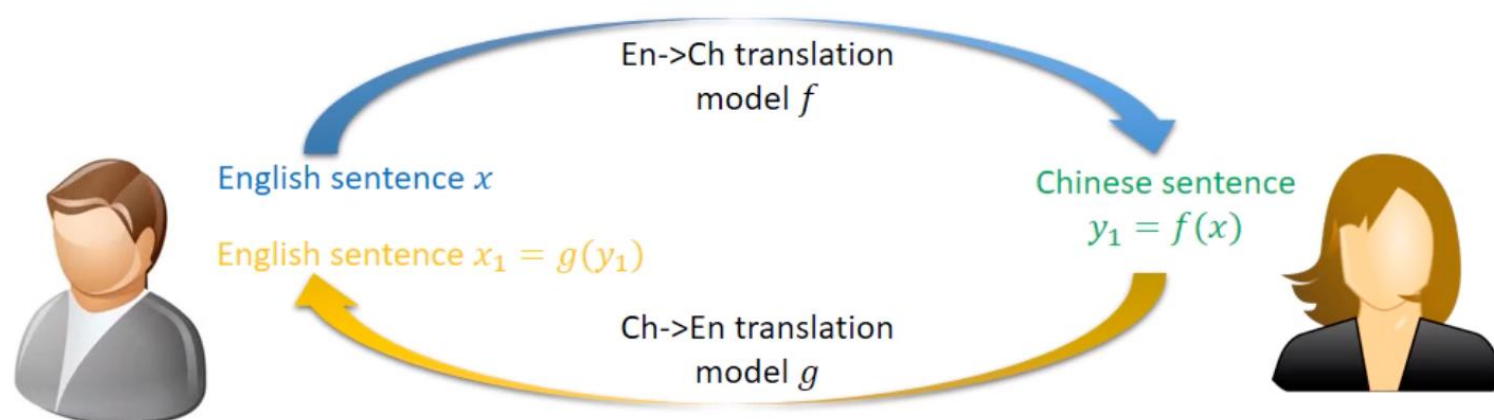 En->Ch translation
model f
English sentence x
Chinese sentence
y₁ = f(x)
English sentence x₁ = g(y₁)
Ch->En translation
model g